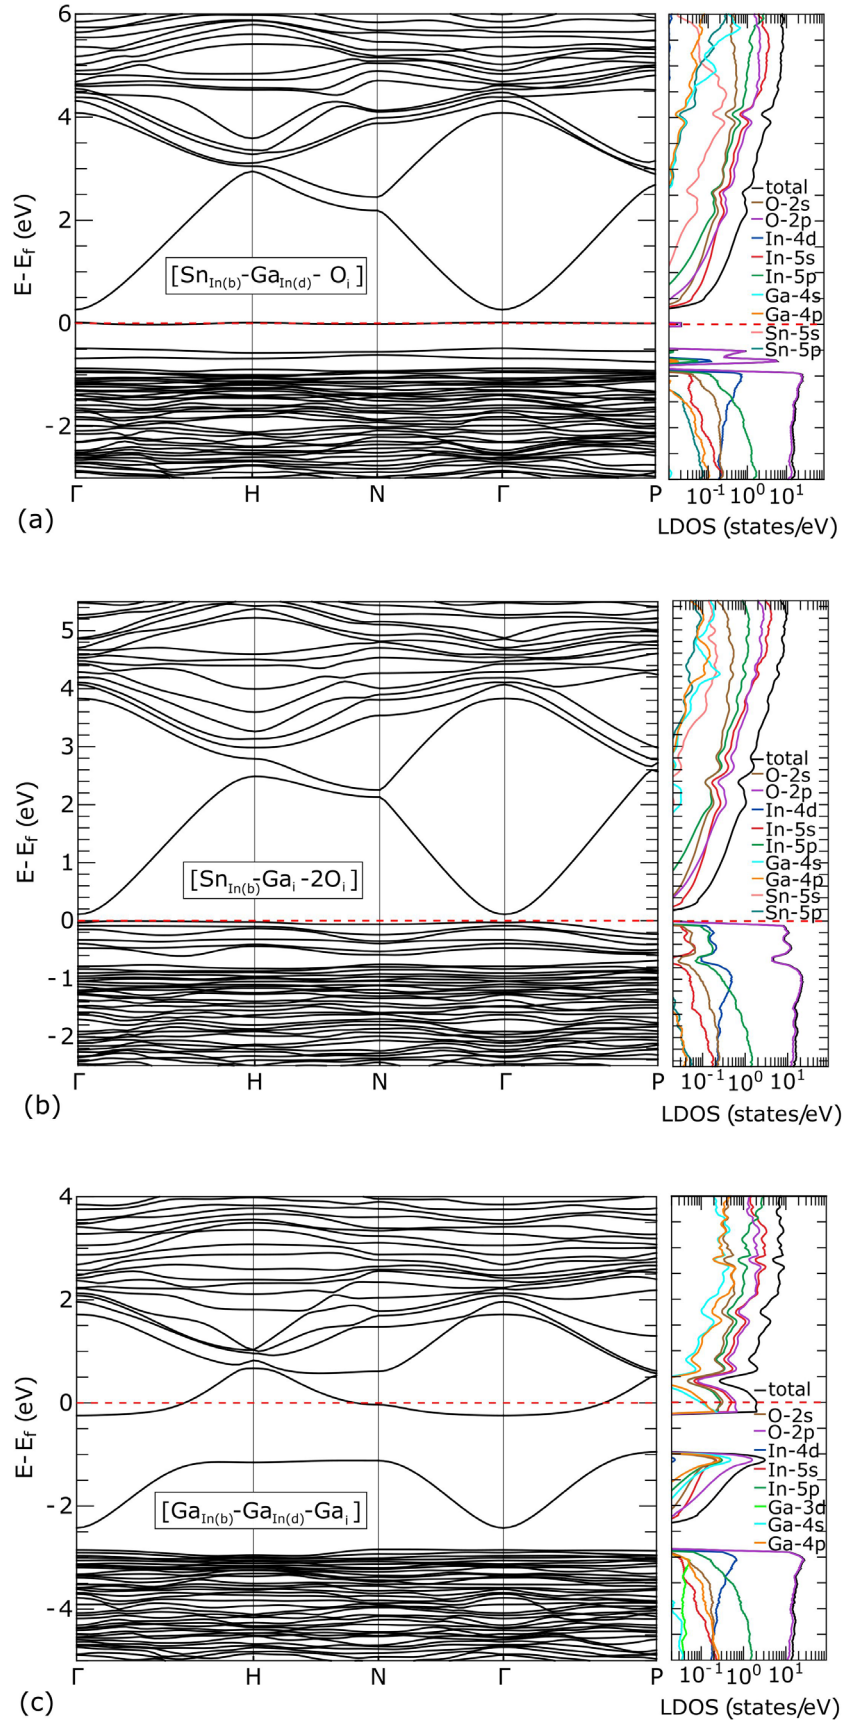 6
4
2
0
-2
E-E_f (eV)
[Sn_In(b)-Ga_In(d)- O_i]
total
O-2s
O-2p
In-4d
In-5s
In-5p
Ga-4s
Ga-4p
Sn-5s
Sn-5p
Γ H N Γ P
10^-1 10^0 10^1
(a)
LDOS (states/eV)
5
4
3
2
1
0
-1
-2
E-E_f (eV)
[Sn_In(b)-Ga_i -2O_i]
total
O-2s
O-2p
In-4d
In-5s
In-5p
Ga-4s
Ga-4p
Sn-5s
Sn-5p
Γ H N Γ P
10^-1 10^0 10^1
(b)
LDOS (states/eV)
4
2
0
-2
-4
E-E_f (eV)
[Ga_In(b)-Ga_In(d)-Ga_i]
total
O-2s
O-2p
In-4d
In-5s
In-5p
Ga-3d
Ga-4s
Ga-4p
Γ H N Γ P
10^-1 10^0 10^1
(c)
LDOS (states/eV)